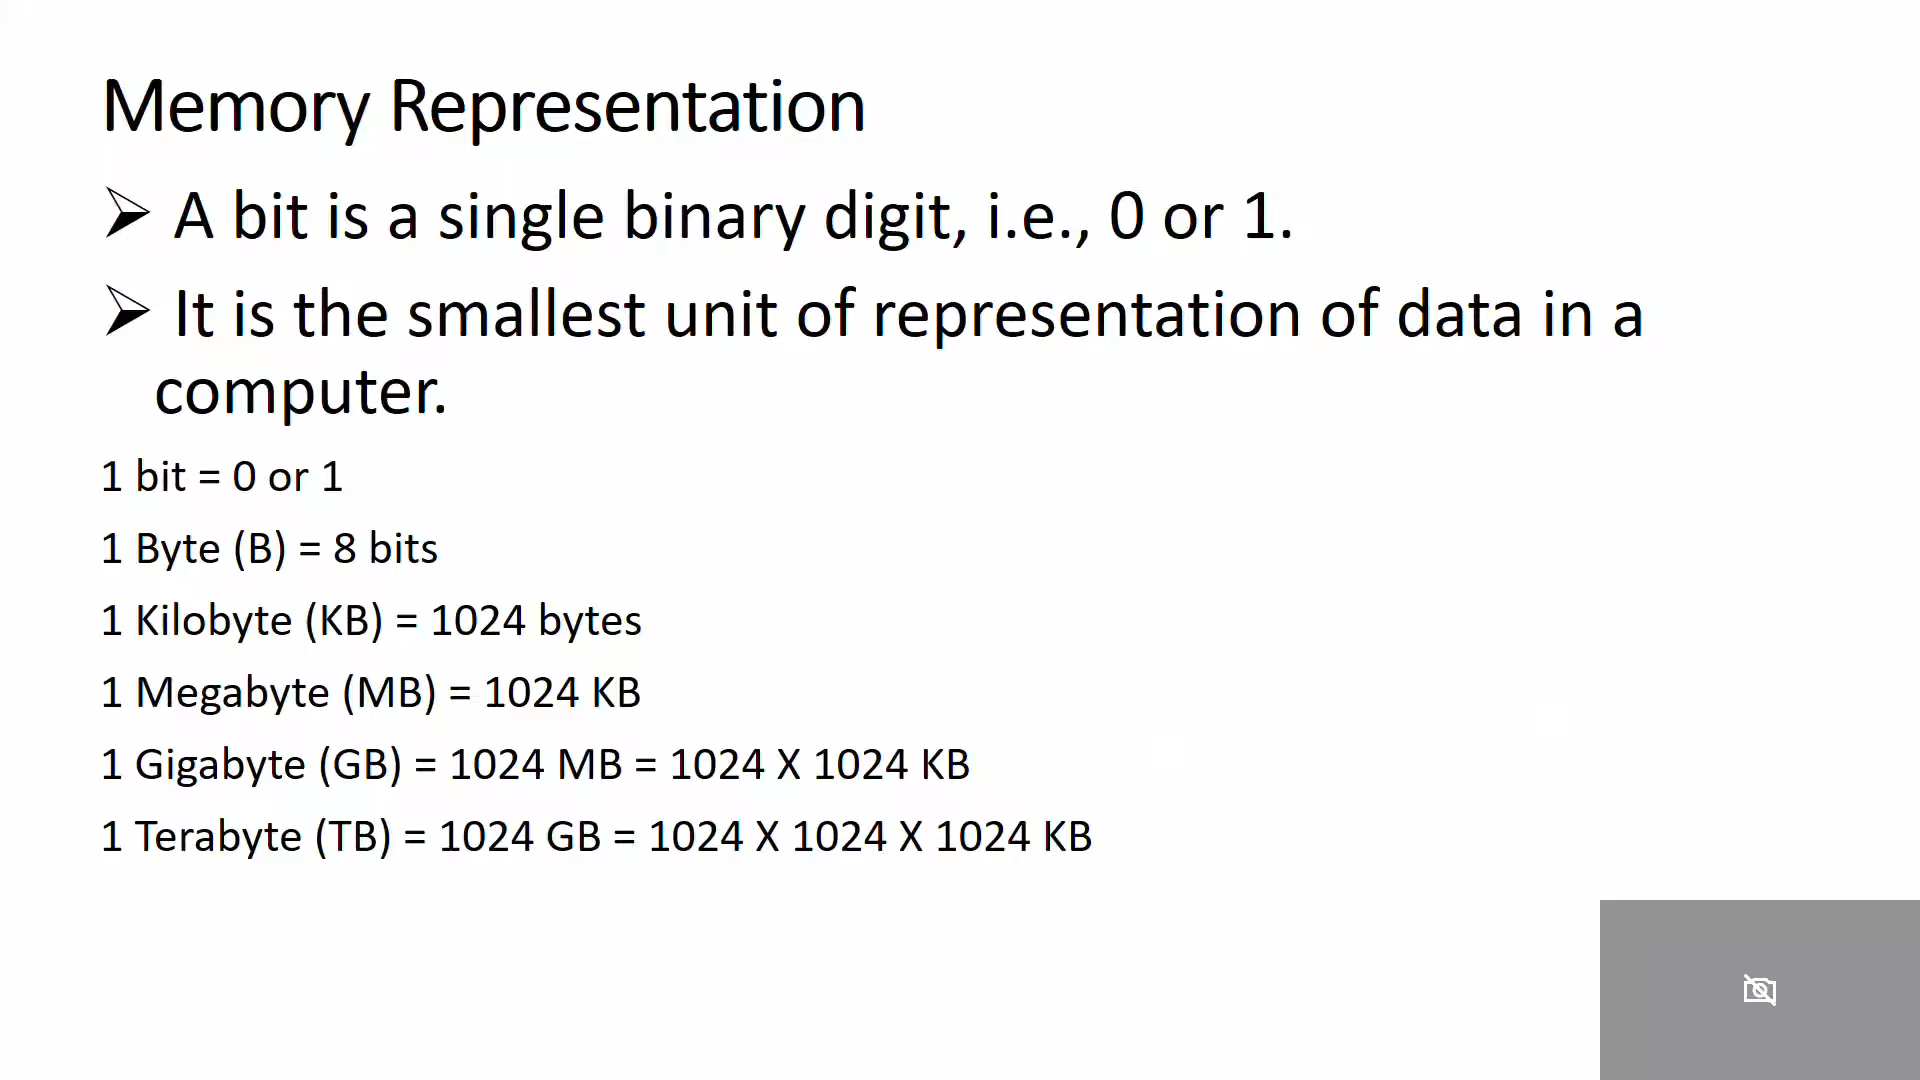 Memory Representation
➢ A bit is a single binary digit, i.e., 0 or 1.
➢ It is the smallest unit of representation of data in a
computer.
1 bit = 0 or 1
1 Byte (B) = 8 bits
1 Kilobyte (KB) = 1024 bytes
1 Megabyte (MB) = 1024 KB
1 Gigabyte (GB) = 1024 MB = 1024 X 1024 KB
1 Terabyte (TB) = 1024 GB = 1024 X 1024 X 1024 KB